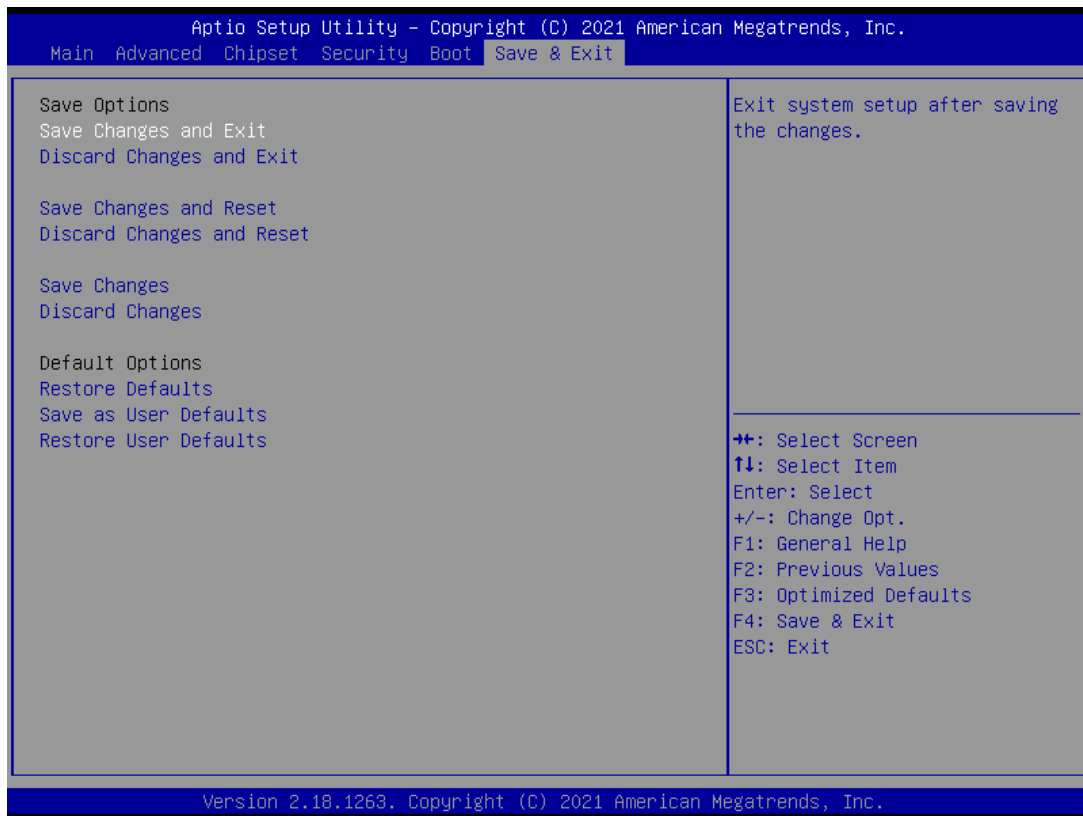 Aptio Setup Utility – Copyright (C) 2021 American Megatrends, Inc.
Main Advanced Chipset Security Boot Save & Exit
Save Options
Save Changes and Exit
Discard Changes and Exit
Save Changes and Reset
Discard Changes and Reset
Save Changes
Discard Changes
Default Options
Restore Defaults
Save as User Defaults
Restore User Defaults
Exit system setup after saving
the changes.
→←: Select Screen
↑↓: Select Item
Enter: Select
+/-: Change Opt.
F1: General Help
F2: Previous Values
F3: Optimized Defaults
F4: Save & Exit
ESC: Exit
Version 2.18.1263. Copyright (C) 2021 American Megatrends, Inc.